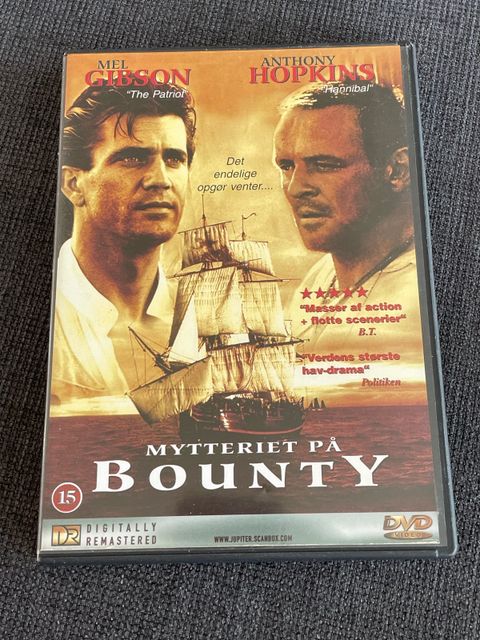 MEL
GIBSON
"The Patriot"
ANTHONY
HOPKINS
"Hannibal"
Det
endelige
opgør venter....
★★★★★
"Masser af action
+ flotte scenerier"
B.T.
"Verdens største
hav-drama"
Politiken
MYTTERIET PÅ
BOUNTY
15
DR DIGITALLY
REMASTERED
WWW.JUPITER.SCANBOX.COM
DVD
VIDEO